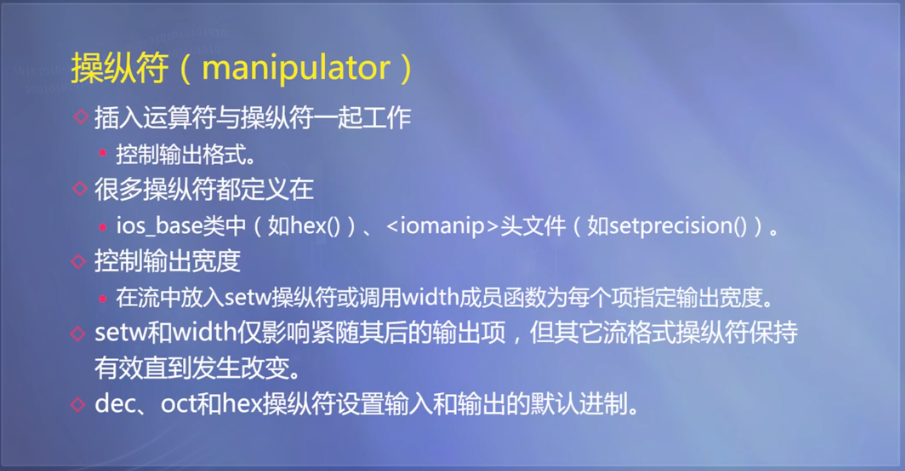 操纵符（manipulator）
插入运算符与操纵符一起工作
控制输出格式。
很多操纵符都定义在
ios_base类中（如hex()）、<iomanip>头文件（如setprecision()）。
控制输出宽度
在流中放入setw操纵符或调用width成员函数为每个项指定输出宽度。
setw和width仅影响紧随其后的输出项，但其它流格式操纵符保持
有效直到发生改变。
dec、oct和hex操纵符设置输入和输出的默认进制。